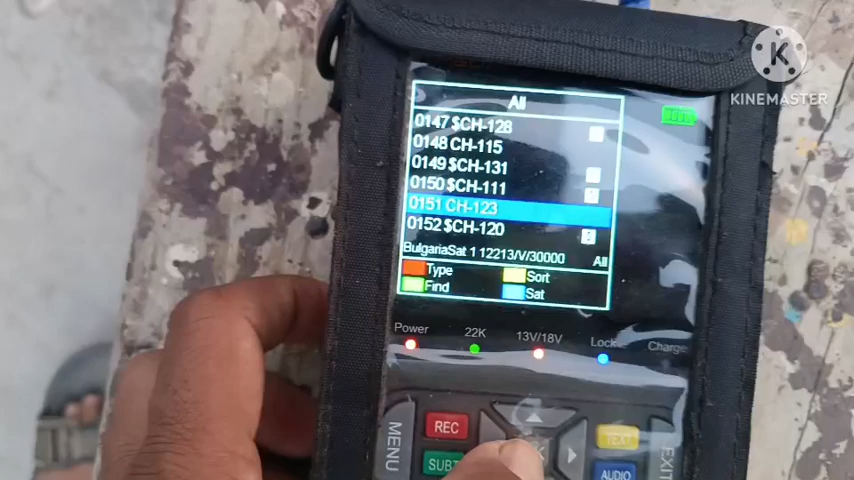 KINEMASTER
All
0147 $CH-128
0148 CH-115
0149 $CH-131
0150 $CH-111
0151 CH-123
0152 $CH-120
BulgariaSat 1 12213/V/30000 All
Type Sort
Find Sat
Power 22K 13V/18V Lock Charge
REC TEXT
MENU EXIT
AUDIO